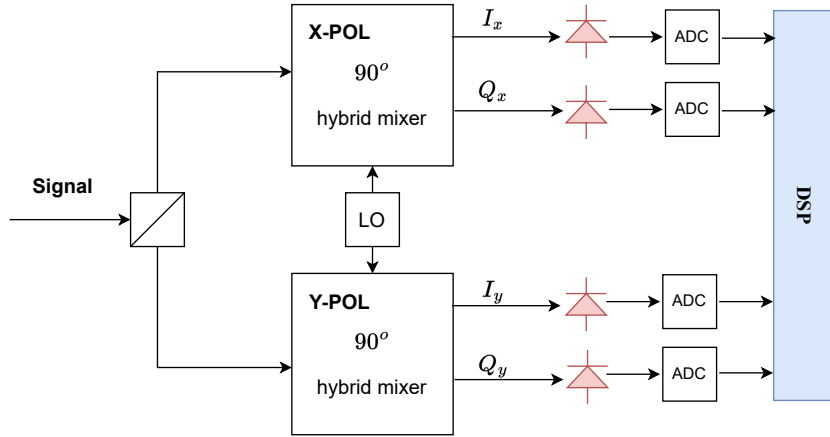 X-POL
90°
hybrid mixer
I_x
ADC
Q_x
ADC
Signal
LO
DSP
Y-POL
90°
hybrid mixer
I_y
ADC
Q_y
ADC